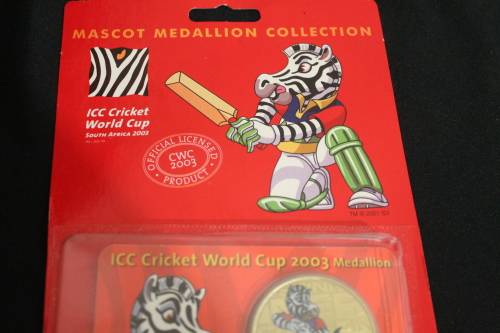 MASCOT MEDALLION COLLECTION
ICC Cricket
World Cup
SOUTH AFRICA 2003
OFFICIAL LICENSED
CWC
2003
PRODUCT
ICC Cricket World Cup 2003 Medallion